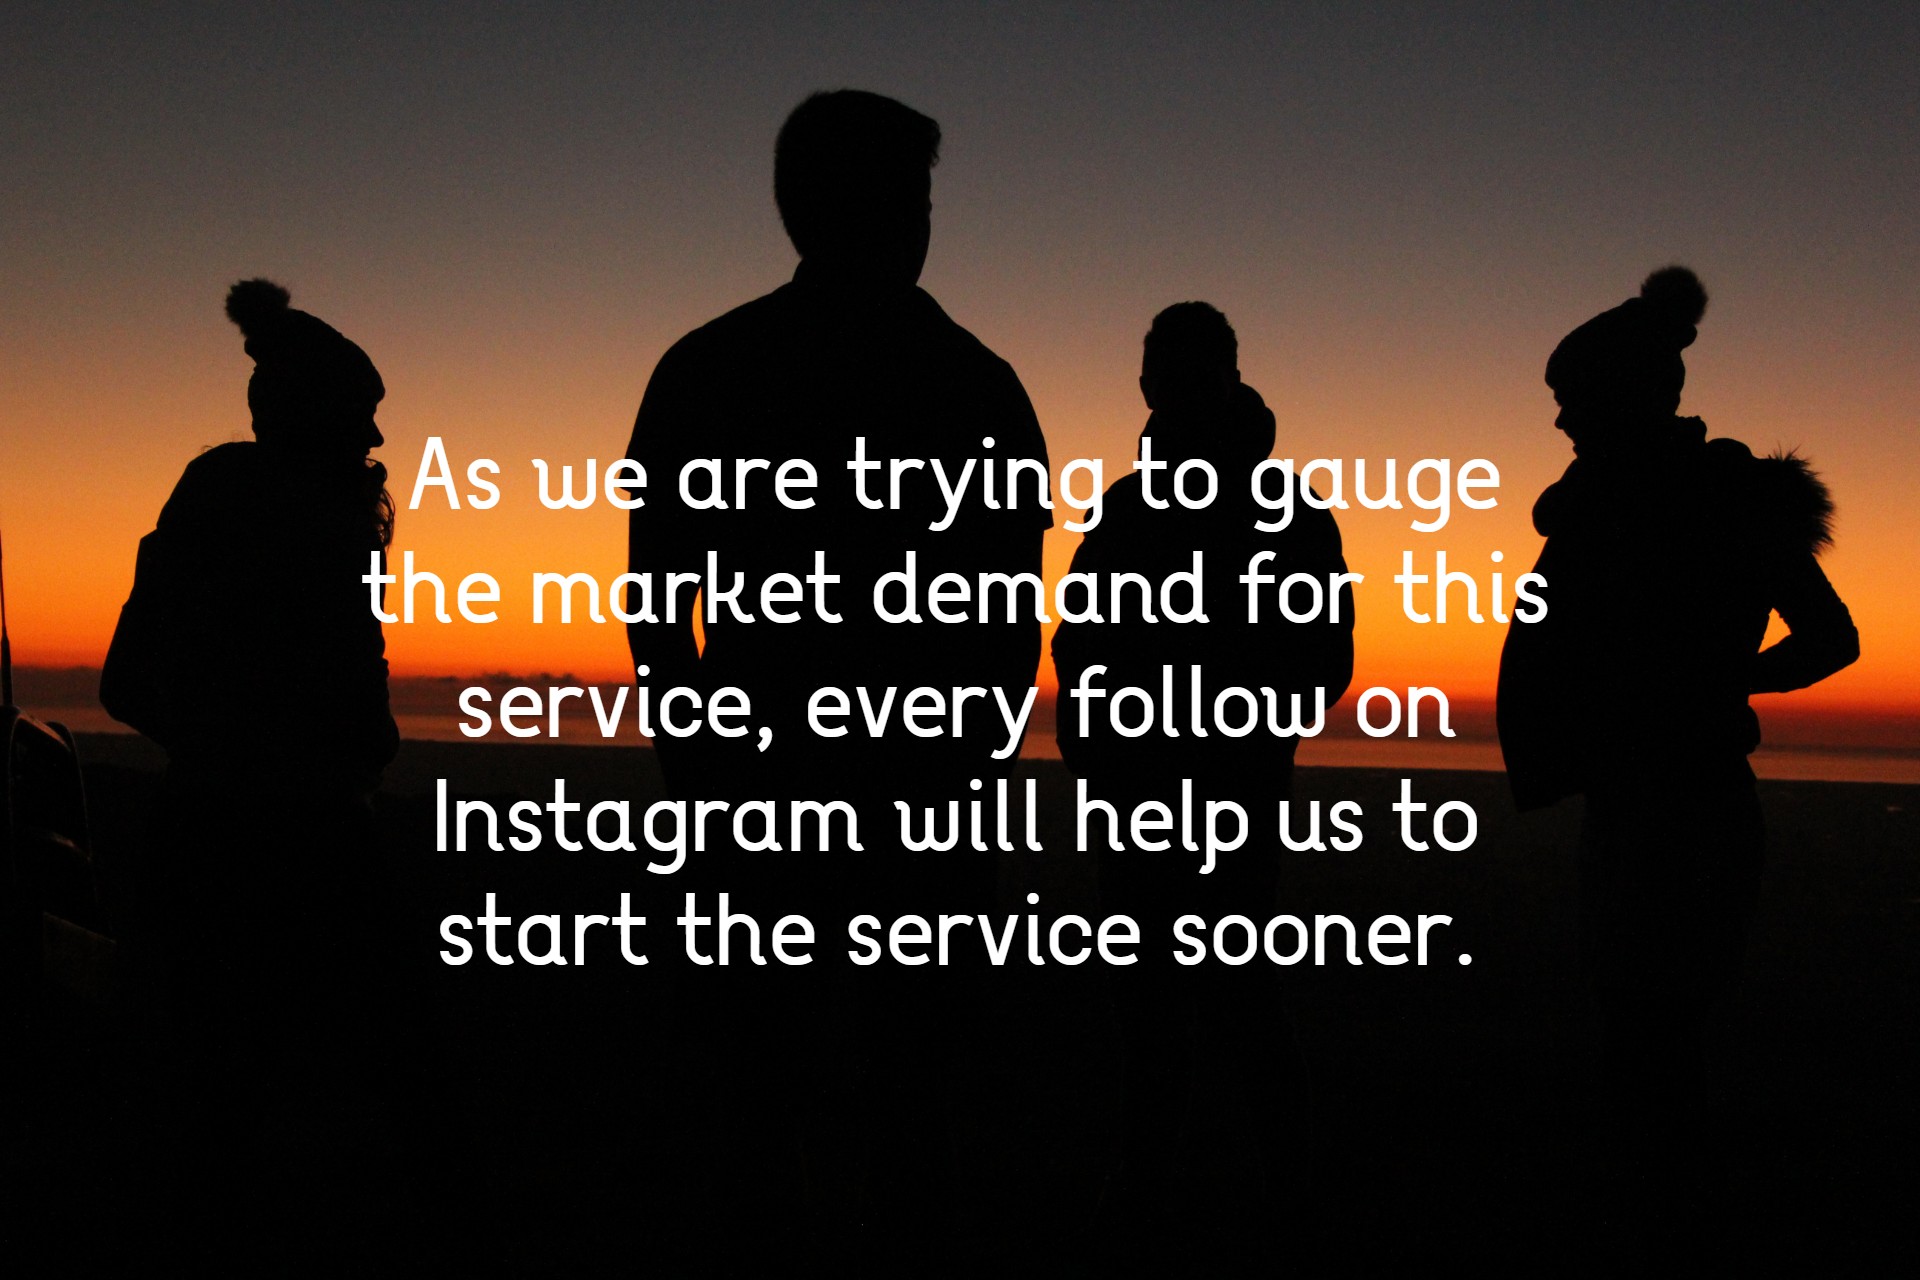 As we are trying to gauge
the market demand for this
service, every follow on
Instagram will help us to
start the service sooner.